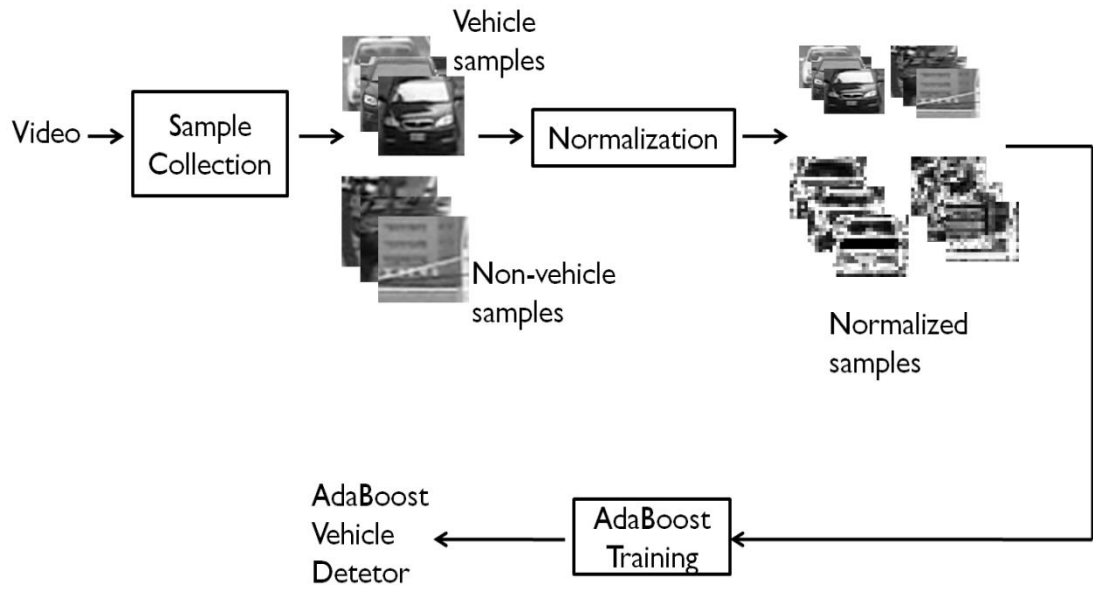 Vehicle
samples
Video
Sample
Collection
Normalization
Non-vehicle
samples
Normalized
samples
AdaBoost
Vehicle
Detetor
AdaBoost
Training